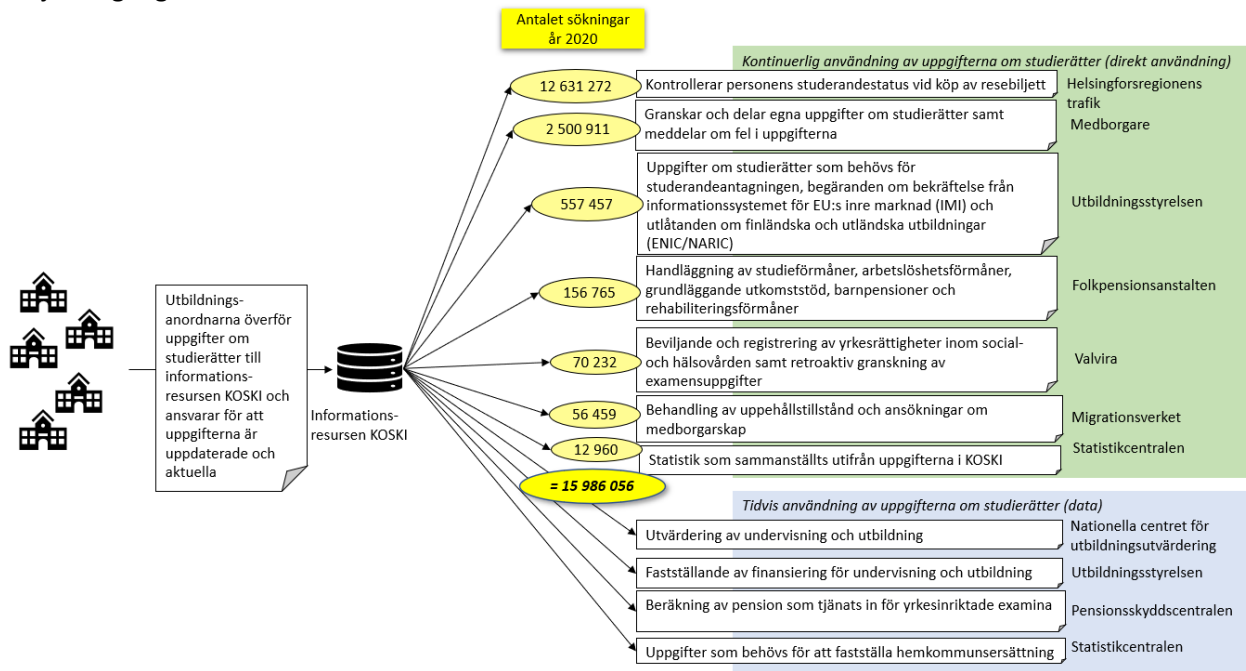 Antalet sökningar
år 2020
Kontinuerlig användning av uppgifterna om studierätter (direkt användning)
12 631 272
Kontrollerar personens studerandestatus vid köp av resebiljett
Helsingforsregionens
trafik
2 500 911
Granskar och delar egna uppgifter om studierätter samt
meddelar om fel i uppgifterna
Medborgare
557 457
Uppgifter om studierätter som behövs för
studerandeantagningen, begäranden om bekräftelse från
informationssystemet för EU:s inre marknad (IMI) och
utlåtanden om finländska och utländska utbildningar
(ENIC/NARIC)
Utbildningsstyrelsen
156 765
Handläggning av studieförmåner, arbetslöshetsförmåner,
grundläggande utkomststöd, barnpensioner och
rehabiliteringsförmåner
Folkpensionsanstalten
Utbildnings-
anordnarna överför
uppgifter om
studierätter till
informations-
resursen KOSKI och
ansvarar för att
uppgifterna är
uppdaterade och
aktuella
Informations-
resursen KOSKI
70 232
Beviljande och registrering av yrkesrättigheter inom social-
och hälsovården samt retroaktiv granskning av
examensuppgifter
Valvira
56 459
Behandling av uppehållstillstånd och ansökningar om
medborgarskap
Migrationsverket
12 960
Statistik som sammanställts utifrån uppgifterna i KOSKI
Statistikcentralen
= 15 986 056
Tidvis användning av uppgifterna om studierätter (data)
Utvärdering av undervisning och utbildning
Nationella centret för
utbildningsutvärdering
Fastställande av finansiering för undervisning och utbildning
Utbildningsstyrelsen
Beräkning av pension som tjänats in för yrkesinriktade examina
Pensionsskyddscentralen
Uppgifter som behövs för att fastställa hemkommunsersättning
Statistikcentralen